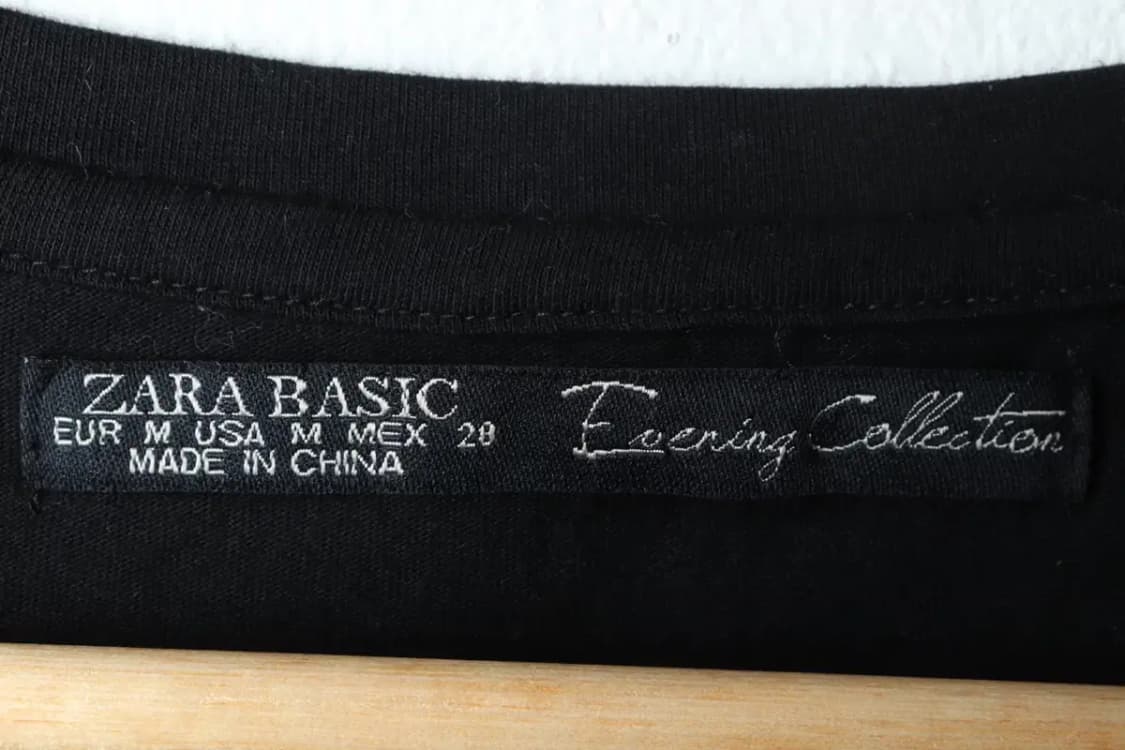 ZARA BASIC
EUR M USA M MEX 28
MADE IN CHINA
Evening Collection